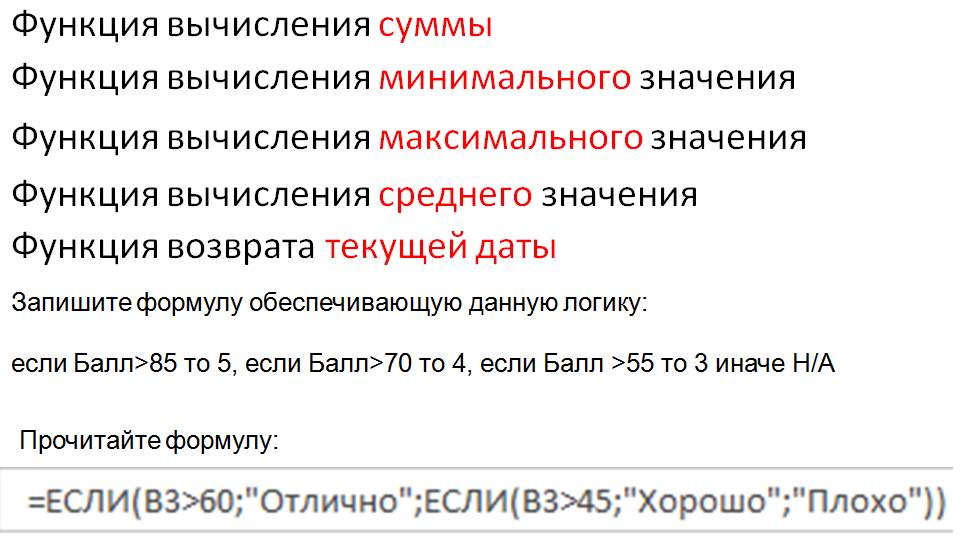 Функция вычисления суммы
Функция вычисления минимального значения
Функция вычисления максимального значения
Функция вычисления среднего значения
Функция возврата текущей даты
Запишите формулу обеспечивающую данную логику:
если Балл>85 то 5, если Балл>70 то 4, если Балл >55 то 3 иначе Н/А
Прочитайте формулу:
=ЕСЛИ(B3>60;"Отлично";ЕСЛИ(B3>45;"Хорошо";"Плохо"))